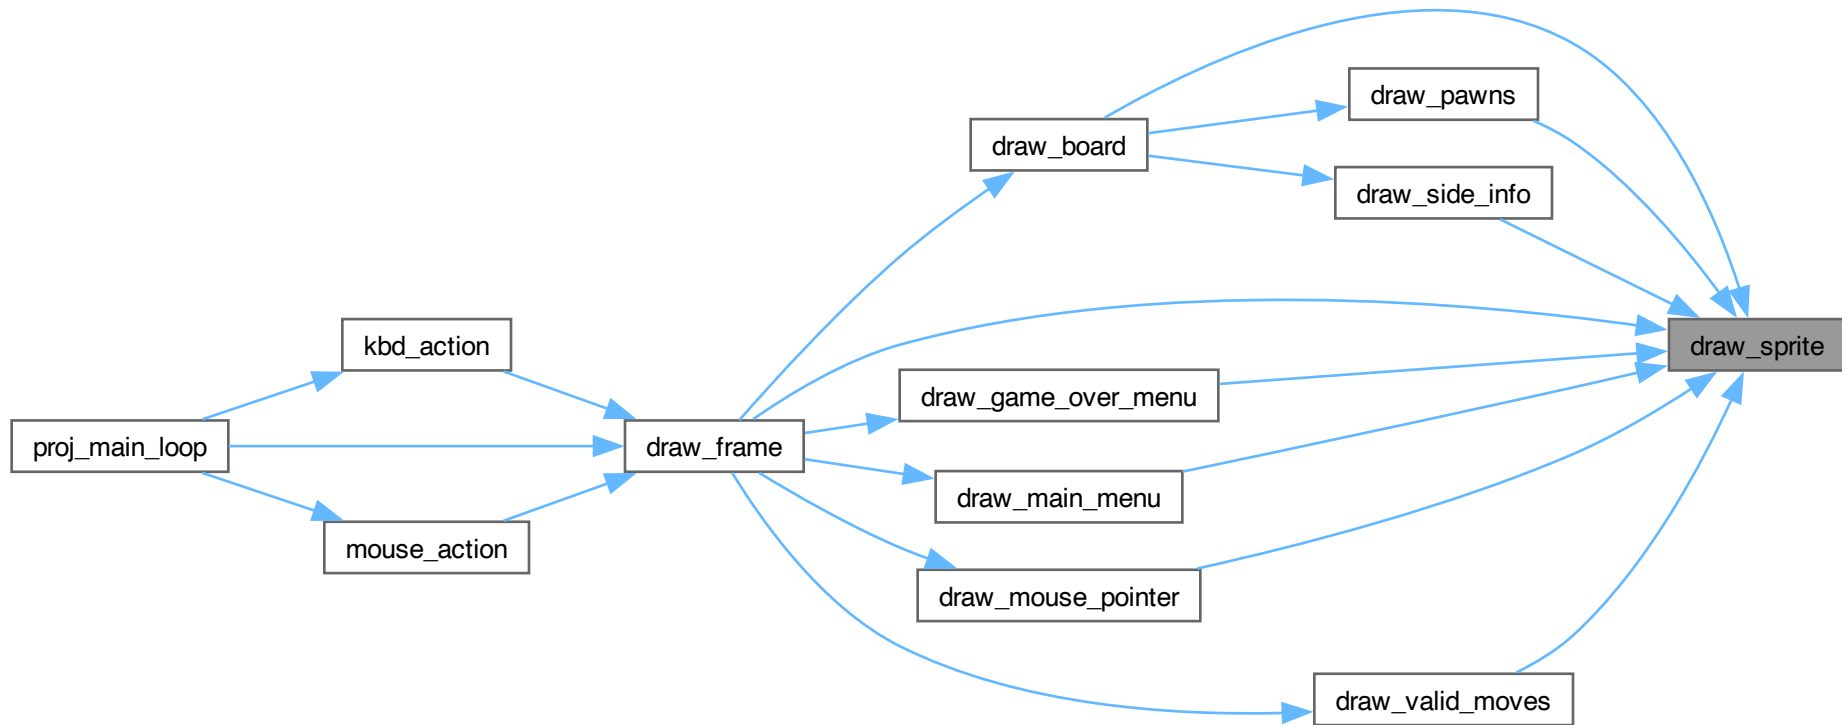 draw_pawns
draw_board
draw_side_info
kbd_action
draw_sprite
draw_game_over_menu
proj_main_loop
draw_frame
draw_main_menu
mouse_action
draw_mouse_pointer
draw_valid_moves